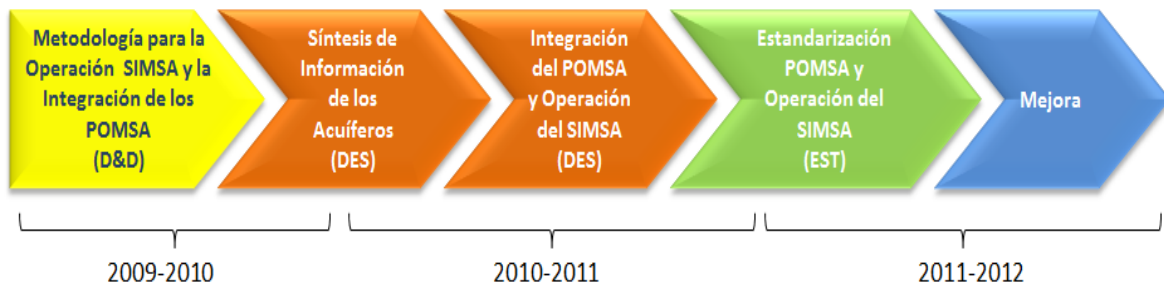 Metodología para la
Operación SIMSA y la
Integración de los
POMSA
(D&D)
Síntesis de
Información
de los
Acuíferos
(DES)
Integración
del POMSA
y Operación
del SIMSA
(DES)
Estandarización
POMSA y
Operación del
SIMSA
(EST)
Mejora
2009-2010
2010-2011
2011-2012